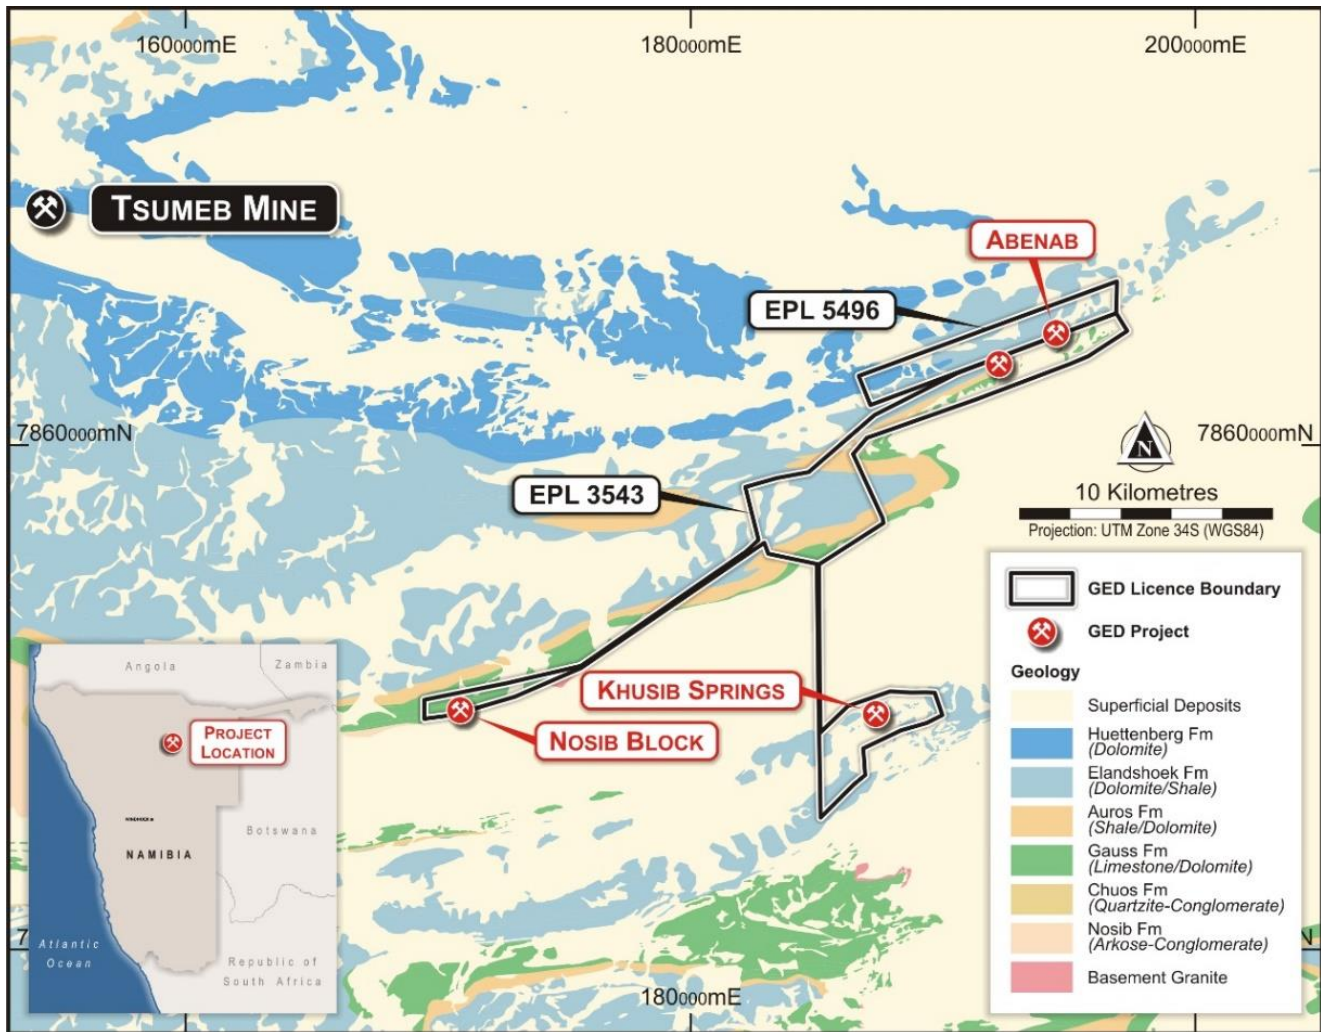 160000mE
180000mE
200000mE
TSUMEB MINE
ABENAB
EPL 5496
7860000mN
7860000mN
N
EPL 3543
10 Kilometres
Projection: UTM Zone 34S (WGS84)
GED Licence Boundary
GED Project
Geology
Superficial Deposits
Huettenberg Fm
(Dolomite)
Elandshoek Fm
(Dolomite/Shale)
Auros Fm
(Shale/Dolomite)
Gauss Fm
(Limestone/Dolomite)
Chuos Fm
(Quartzite-Conglomerate)
Nosib Fm
(Arkose-Conglomerate)
Basement Granite
KHUSIB SPRINGS
NOSIB BLOCK
Angola
Zambia
PROJECT
LOCATION
Botswana
NAMIBIA
Atlantic
Ocean
Republic of
South Africa
7
N
180000mE